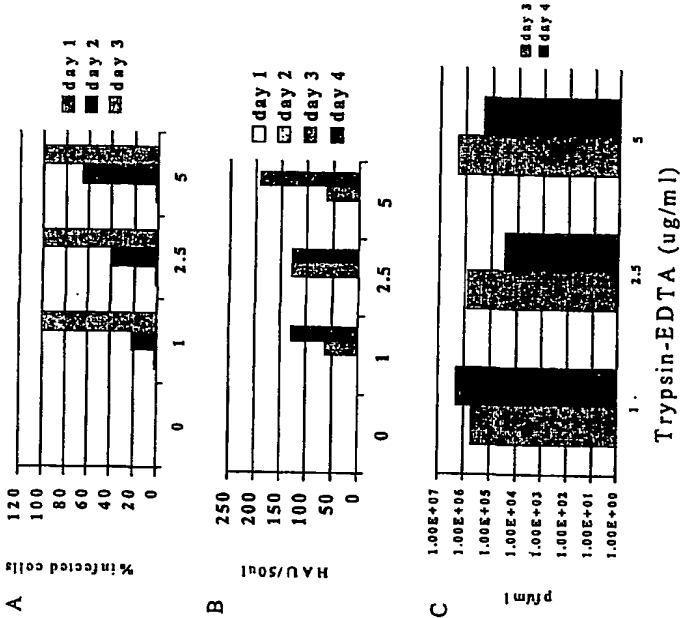 A
% infected cells
120
100
80
60
40
20
0
0
1
2.5
5
day 1
day 2
day 3
B
HAU/50ul
250
200
150
100
50
0
0
1
2.5
5
day 1
day 2
day 3
day 4
C
pfu/ml
1.00E+07
1.00E+06
1.00E+05
1.00E+04
1.00E+03
1.00E+02
1.00E+01
1.00E+00
1
2.5
5
day 3
day 4
Trypsin-EDTA (ug/ml)